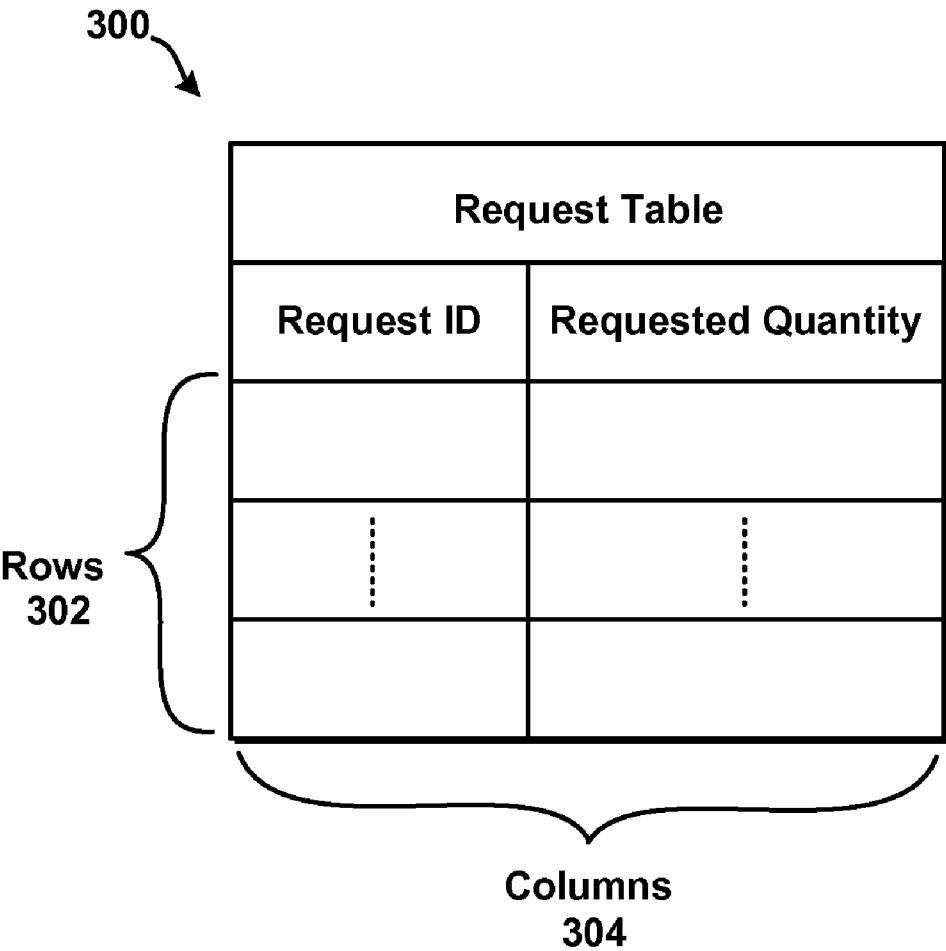 300
Request Table
Request ID
Requested Quantity
Rows
302
Columns
304